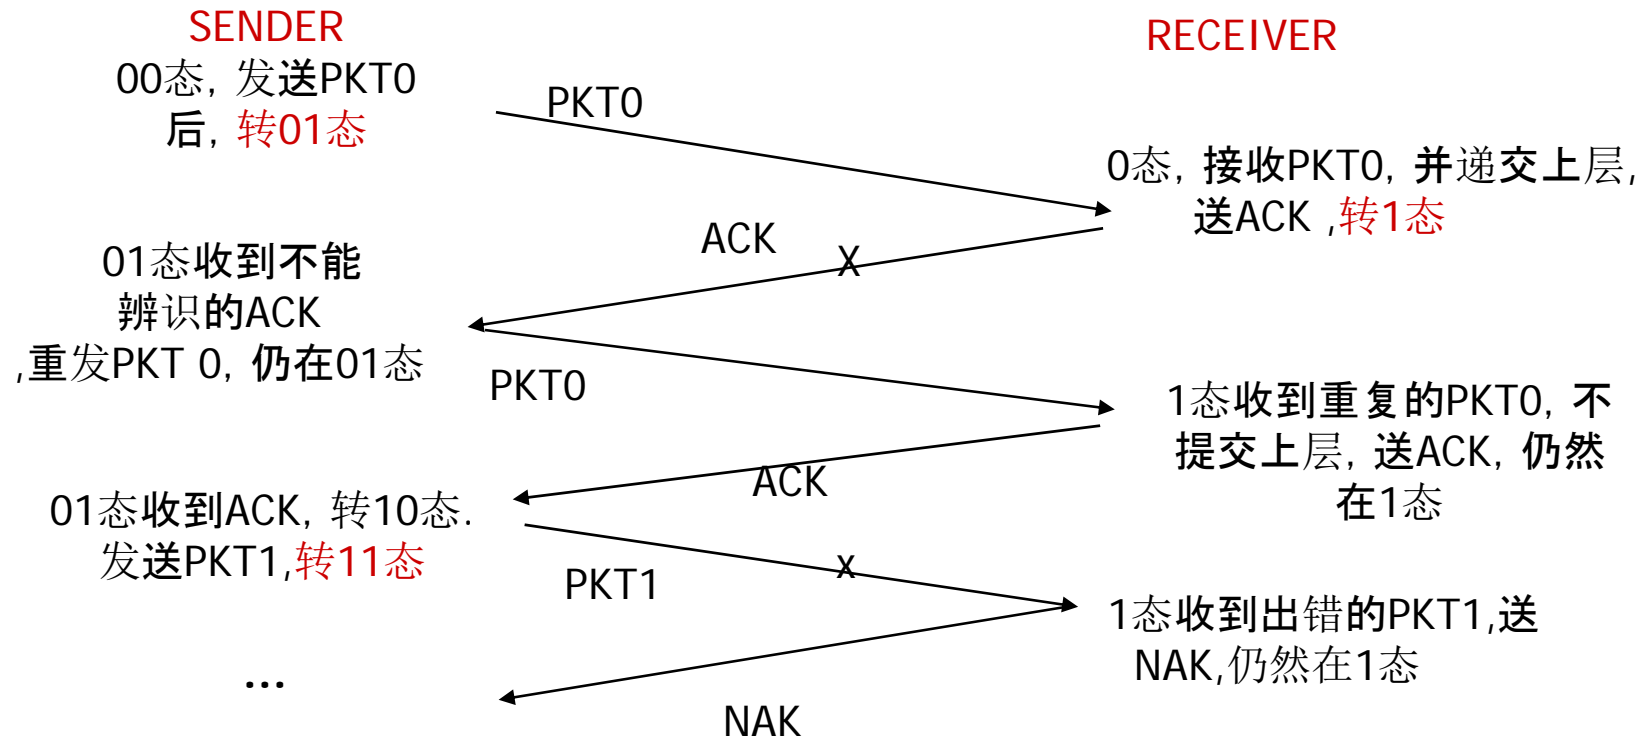 SENDER
00态, 发送PKT0
后, 转01态
PKT0
RECEIVER
0态, 接收PKT0, 并递交上层,
送ACK ,转1态
ACK
X
01态收到不能
辨识的ACK
,重发PKT 0, 仍在01态
PKT0
1态收到重复的PKT0, 不
提交上层, 送ACK, 仍然
在1态
ACK
01态收到ACK, 转10态.
发送PKT1,转11态
PKT1
x
1态收到出错的PKT1,送
NAK,仍然在1态
...
NAK